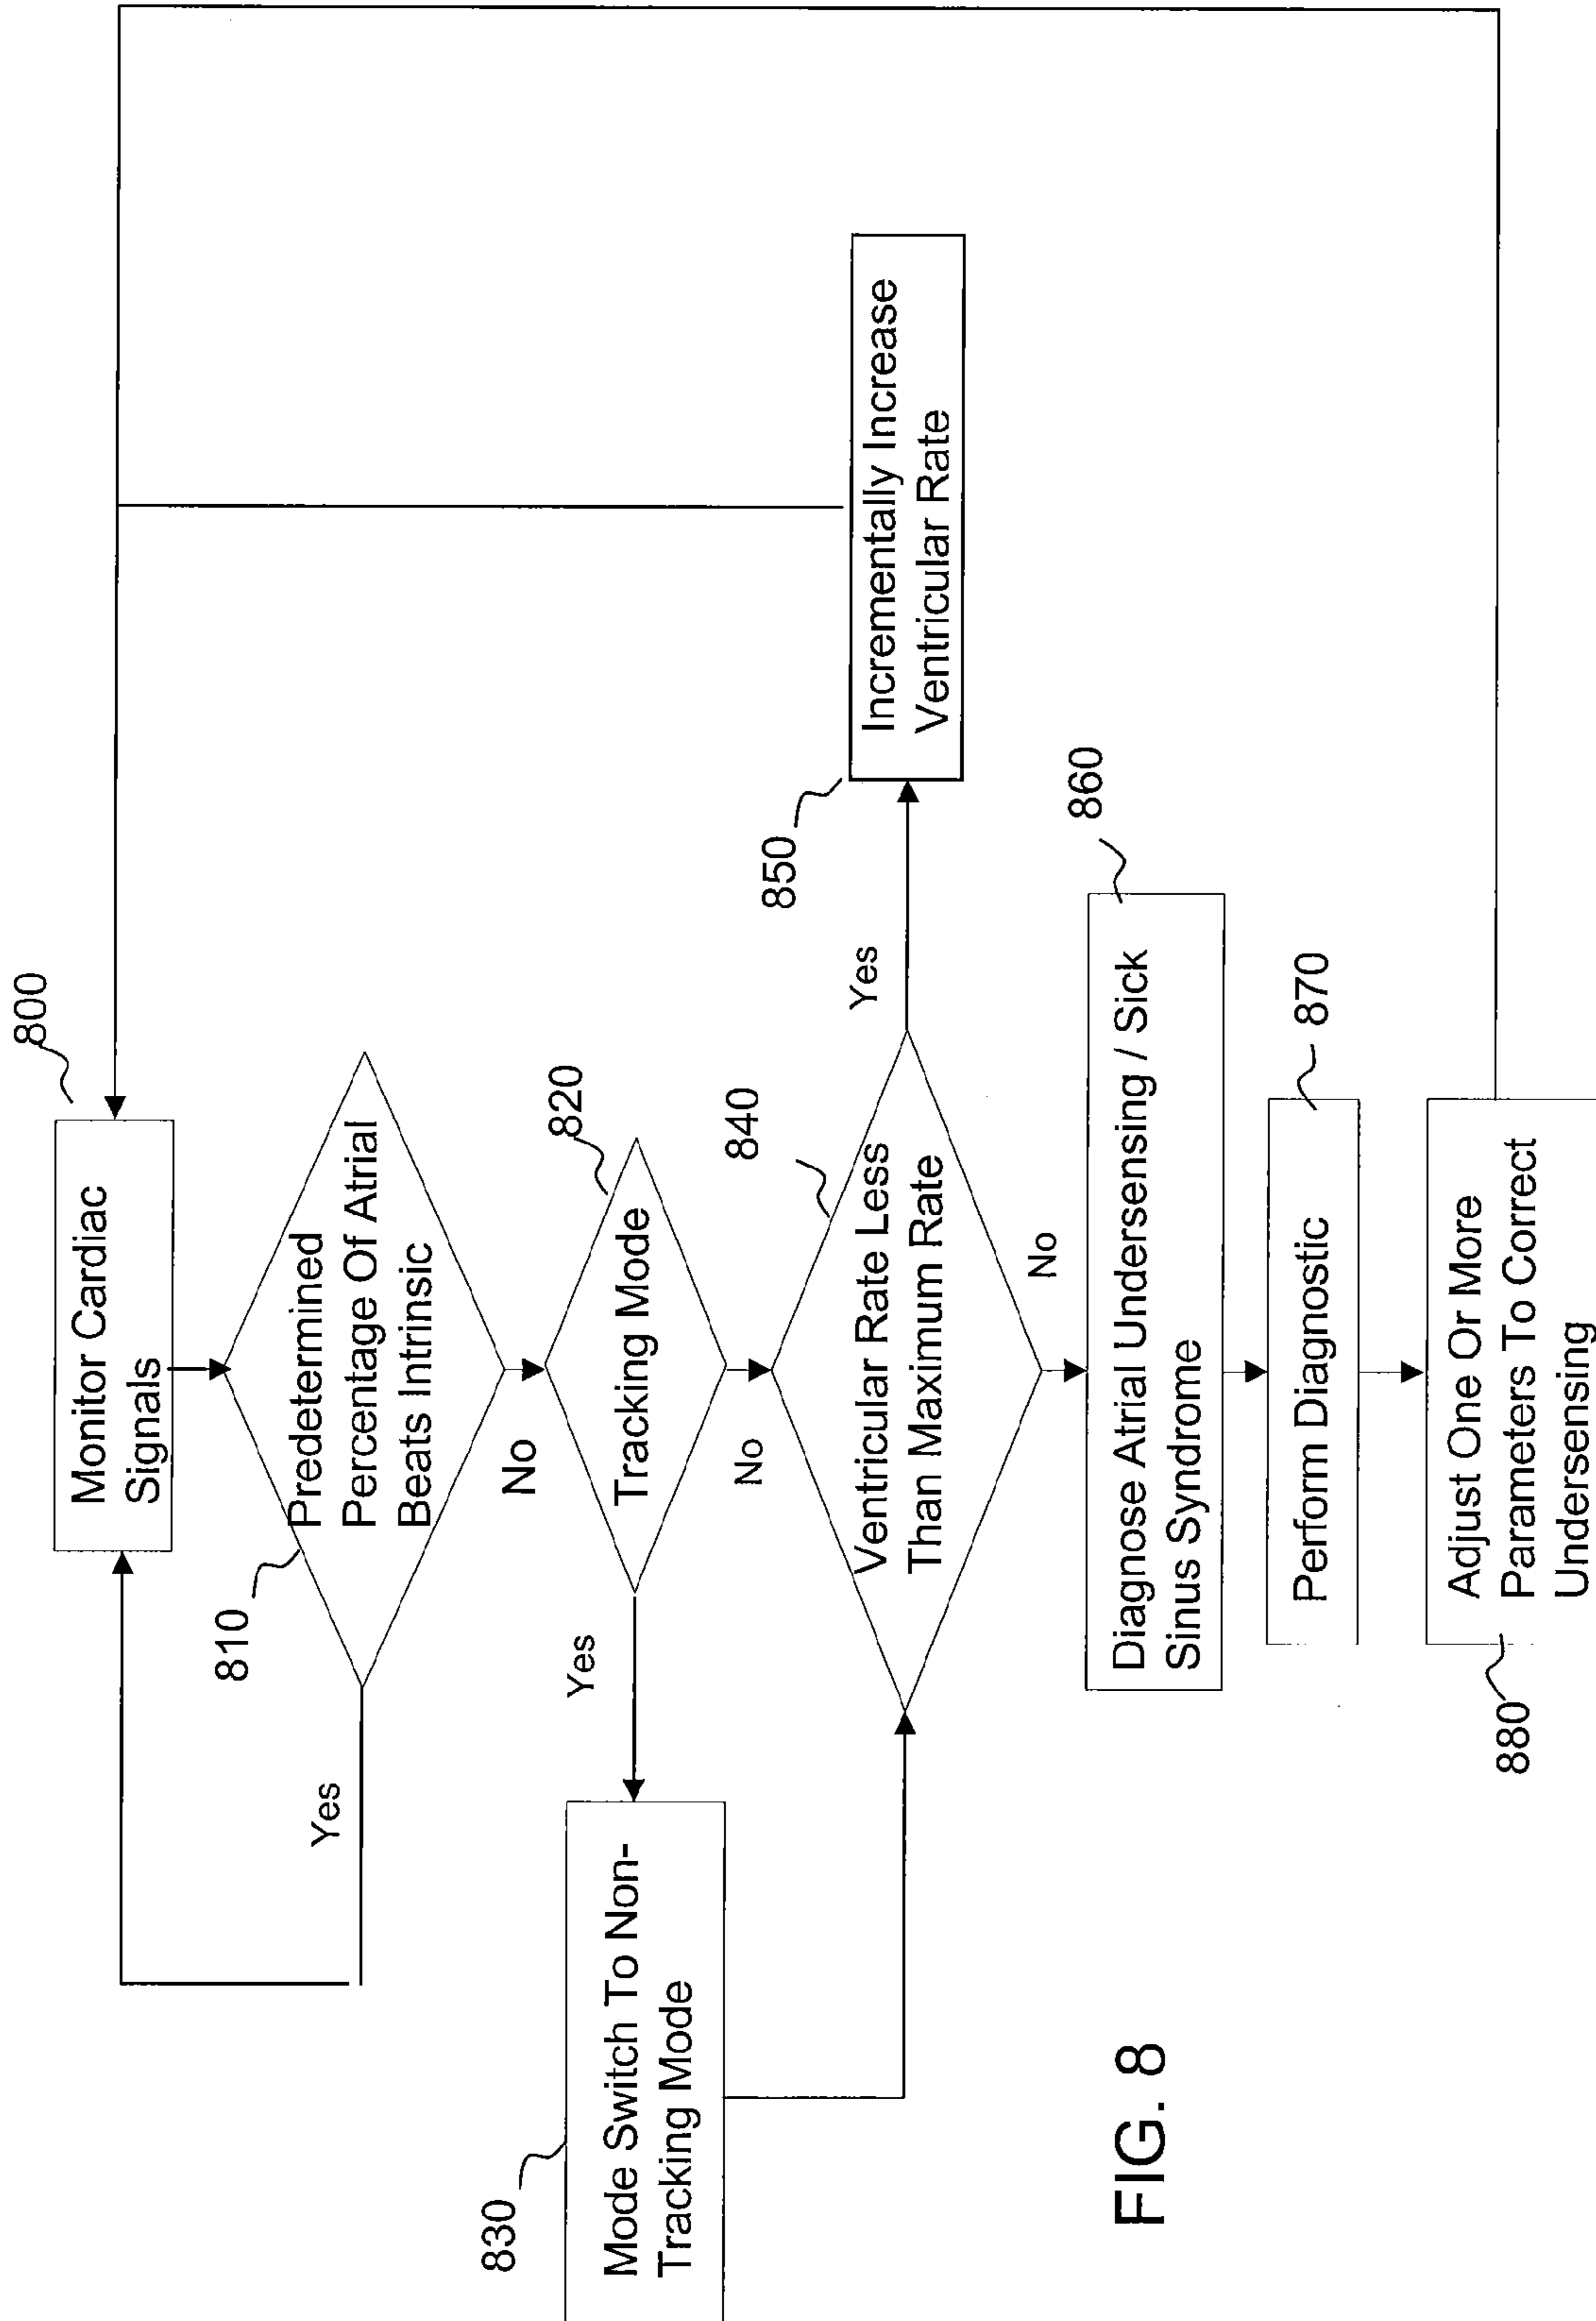 800
Monitor Cardiac
Signals
810
Predetermined
Percentage Of Atrial
Beats Intrinsic
Yes
No
820
Tracking Mode
Yes
No
830
Mode Switch To Non-
Tracking Mode
840
Ventricular Rate Less
Than Maximum Rate
Yes
No
850
Incrementally Increase
Ventricular Rate
860
Diagnose Atrial Undersensing / Sick
Sinus Syndrome
870
Perform Diagnostic
880
Adjust One Or More
Parameters To Correct
Undersensing
FIG. 8